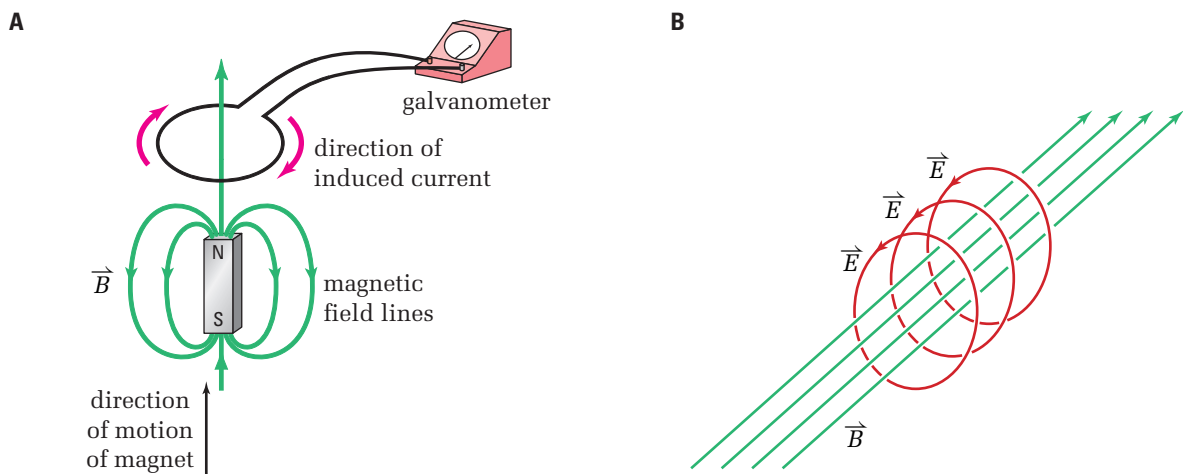 A
galvanometer
direction of
induced current
N
B
magnetic
field lines
S
direction
of motion
of magnet
B
E
E
E
B